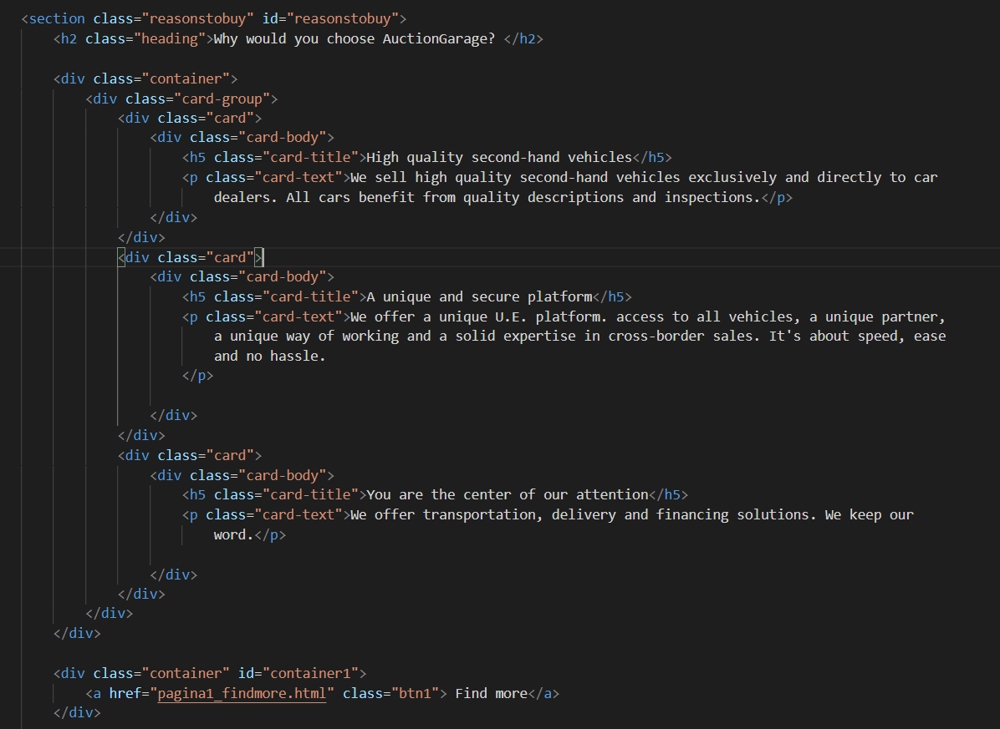 <section class="reasonstobuy" id="reasonstobuy">
<h2 class="heading">Why would you choose AuctionGarage? </h2>
<div class="container">
<div class="card-group">
<div class="card">
<div class="card-body">
<h5 class="card-title">High quality second-hand vehicles</h5>
<p class="card-text">We sell high quality second-hand vehicles exclusively and directly to car
dealers. All cars benefit from quality descriptions and inspections.</p>
</div>
</div>
<div class="card">
<div class="card-body">
<h5 class="card-title">A unique and secure platform</h5>
<p class="card-text">We offer a unique U.E. platform. access to all vehicles, a unique partner,
a unique way of working and a solid expertise in cross-border sales. It's about speed, ease
and no hassle.
</p>
</div>
</div>
<div class="card">
<div class="card-body">
<h5 class="card-title">You are the center of our attention</h5>
<p class="card-text">We offer transportation, delivery and financing solutions. We keep our
word.</p>
</div>
</div>
</div>
</div>
<div class="container" id="container1">
<a href="pagina1_findmore.html" class="btn1"> Find more</a>
</div>